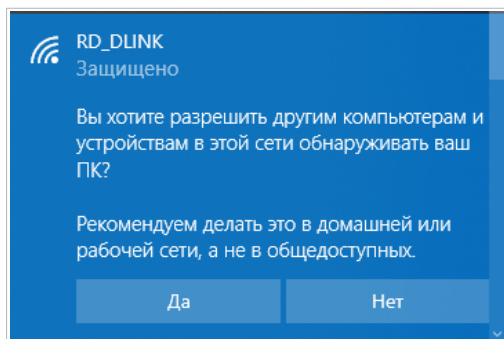 RD_DLINK
Защищено
Вы хотите разрешить другим компьютерам и
устройствам в этой сети обнаруживать ваш
ПК?
Рекомендуем делать это в домашней или
рабочей сети, а не в общедоступных.
Да
Нет